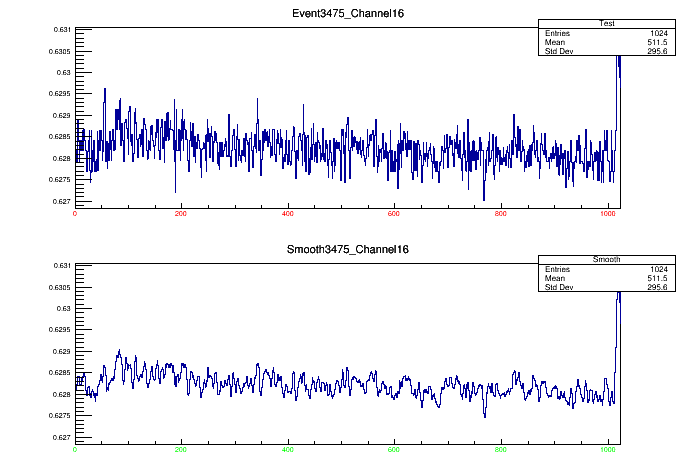 Event3475_Channel16
Test
Entries 1024
Mean 511.5
Std Dev 295.6
0.631
0.6305
0.63
0.6295
0.629
0.6285
0.628
0.6275
0.627
0 200 400 600 800 1000
Smooth3475_Channel16
Smooth
Entries 1024
Mean 511.5
Std Dev 295.6
0.631
0.6305
0.63
0.6295
0.629
0.6285
0.628
0.6275
0.627
0 200 400 600 800 1000